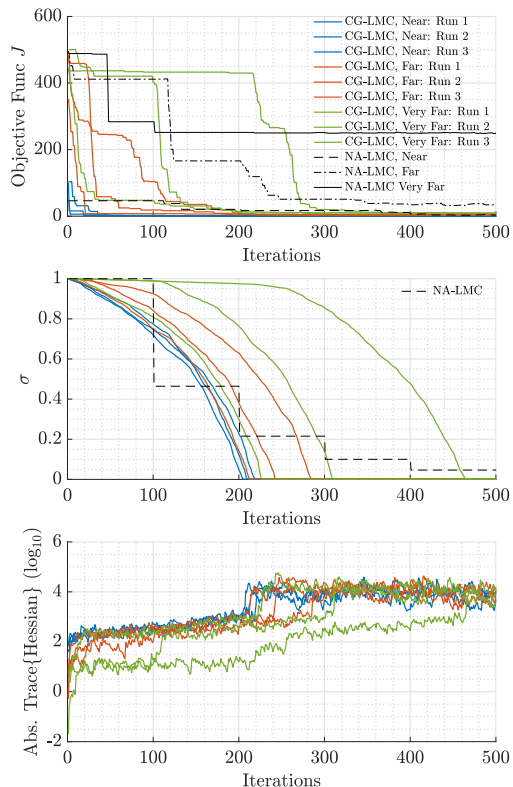 600
400
200
0
Objective Func J
0
100
200
300
400
500
Iterations
CG-LMC, Near: Run 1
CG-LMC, Near: Run 2
CG-LMC, Near: Run 3
CG-LMC, Far: Run 1
CG-LMC, Far: Run 2
CG-LMC, Far: Run 3
CG-LMC, Very Far: Run 1
CG-LMC, Very Far: Run 2
CG-LMC, Very Far: Run 3
NA-LMC, Near
NA-LMC, Far
NA-LMC Very Far
1
0.8
0.6
0.4
0.2
0
σ
0
100
200
300
400
500
Iterations
NA-LMC
6
4
2
0
-2
Abs. Trace{Hessian} (log10)
0
100
200
300
400
500
Iterations